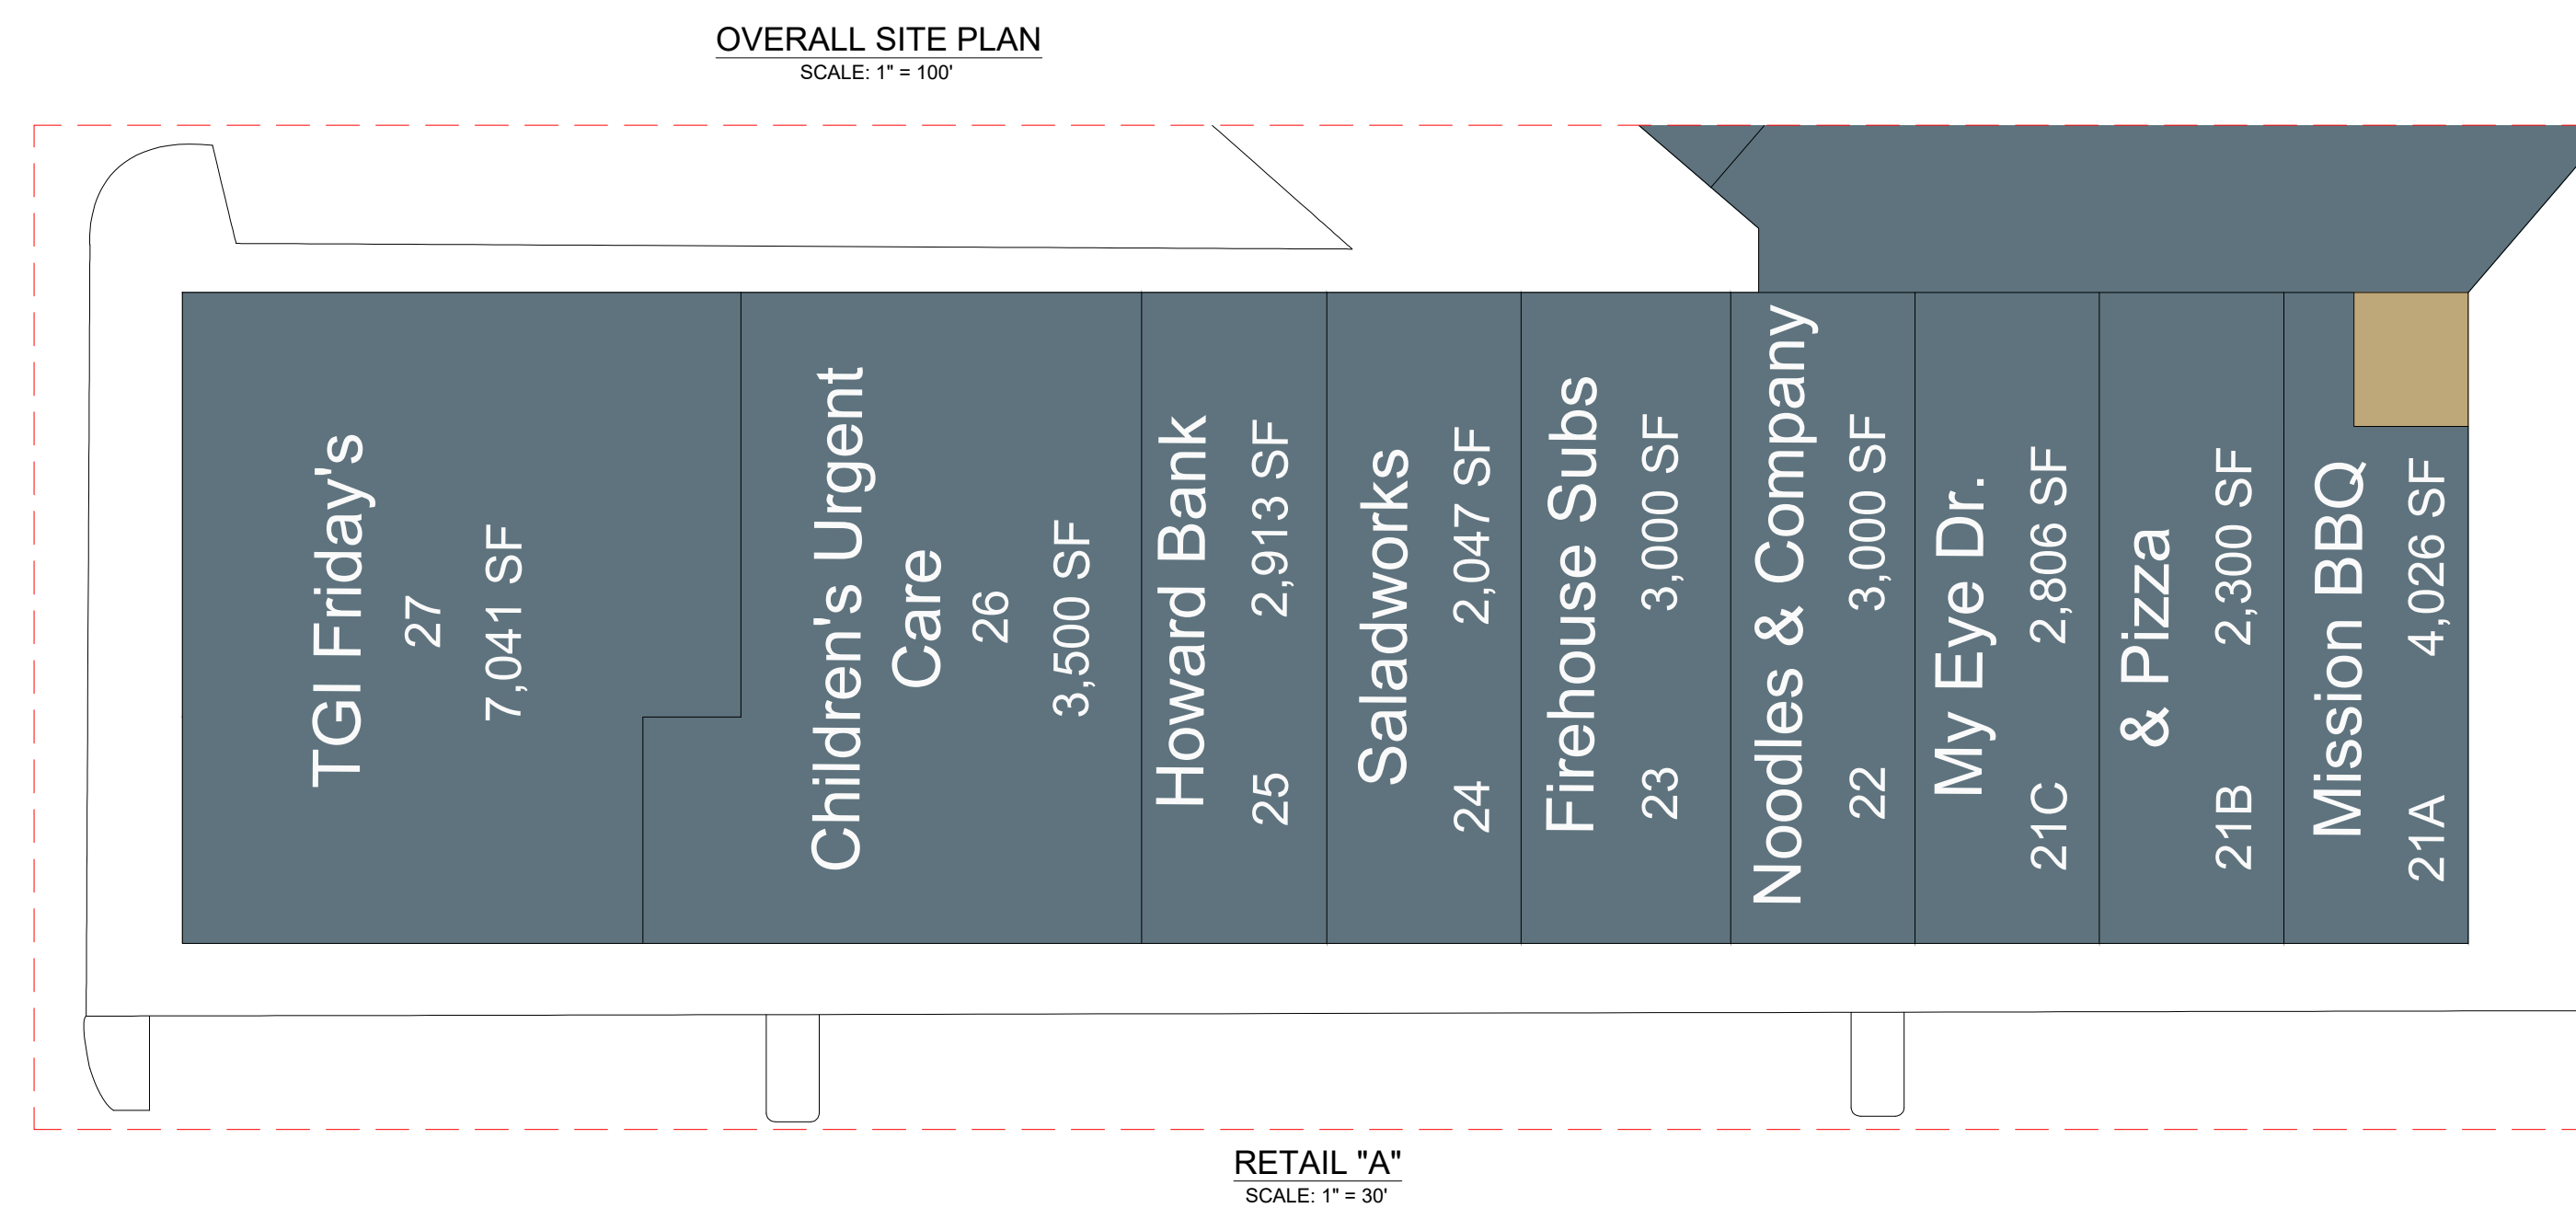 OVERALL SITE PLAN
SCALE: 1" = 100'
TGI Friday's
27
7,041 SF
Children's Urgent
Care
26
3,500 SF
Howard Bank
25 2,913 SF
Saladworks
24 2,047 SF
Firehouse Subs
23 3,000 SF
Noodles & Company
22 3,000 SF
My Eye Dr.
21C 2,806 SF
& Pizza
21B 2,300 SF
Mission BBQ
21A 4,026 SF
RETAIL "A"
SCALE: 1" = 30'